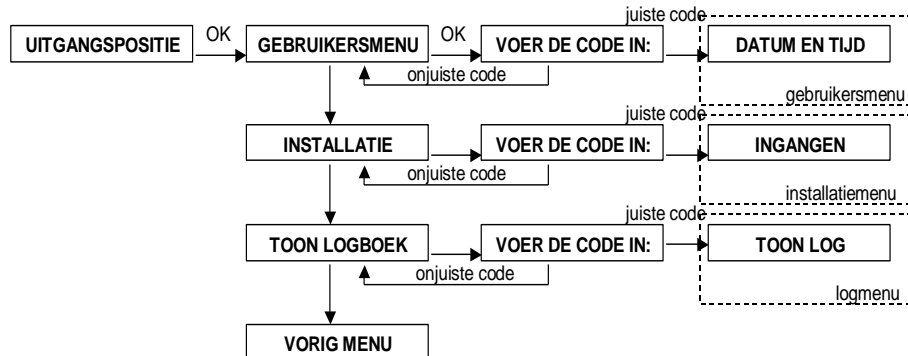 juiste code
UITGANGSPOSITIE
OK
GEBRUIKERSMENU
OK
VOER DE CODE IN:
DATUM EN TIJD
onjuiste code
gebruikersmenu
juiste code
INSTALLATIE
VOER DE CODE IN:
INGANGEN
onjuiste code
installatiemenu
juiste code
TOON LOGBOEK
VOER DE CODE IN:
TOON LOG
onjuiste code
logmenu
VORIG MENU